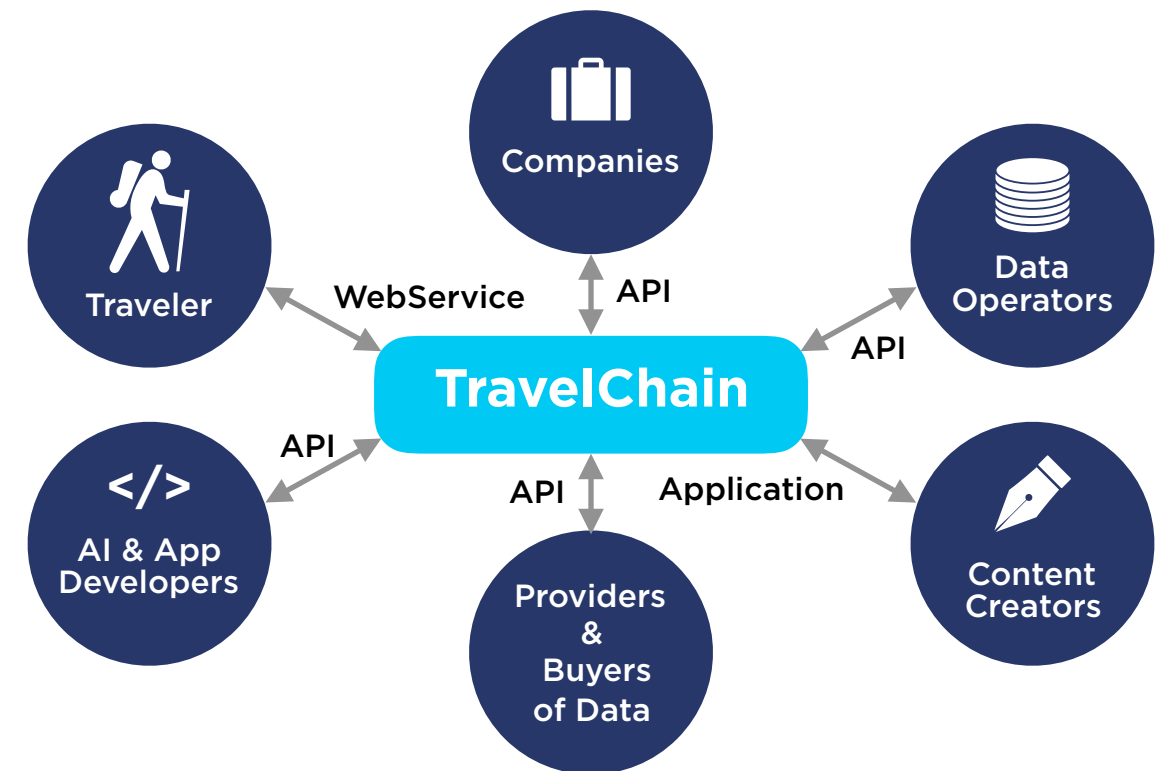 Companies
Traveler
Data
Operators
WebService
API
API
TravelChain
API
API
Application
</>
AI & App
Developers
Providers
&
Buyers
of Data
Content
Creators